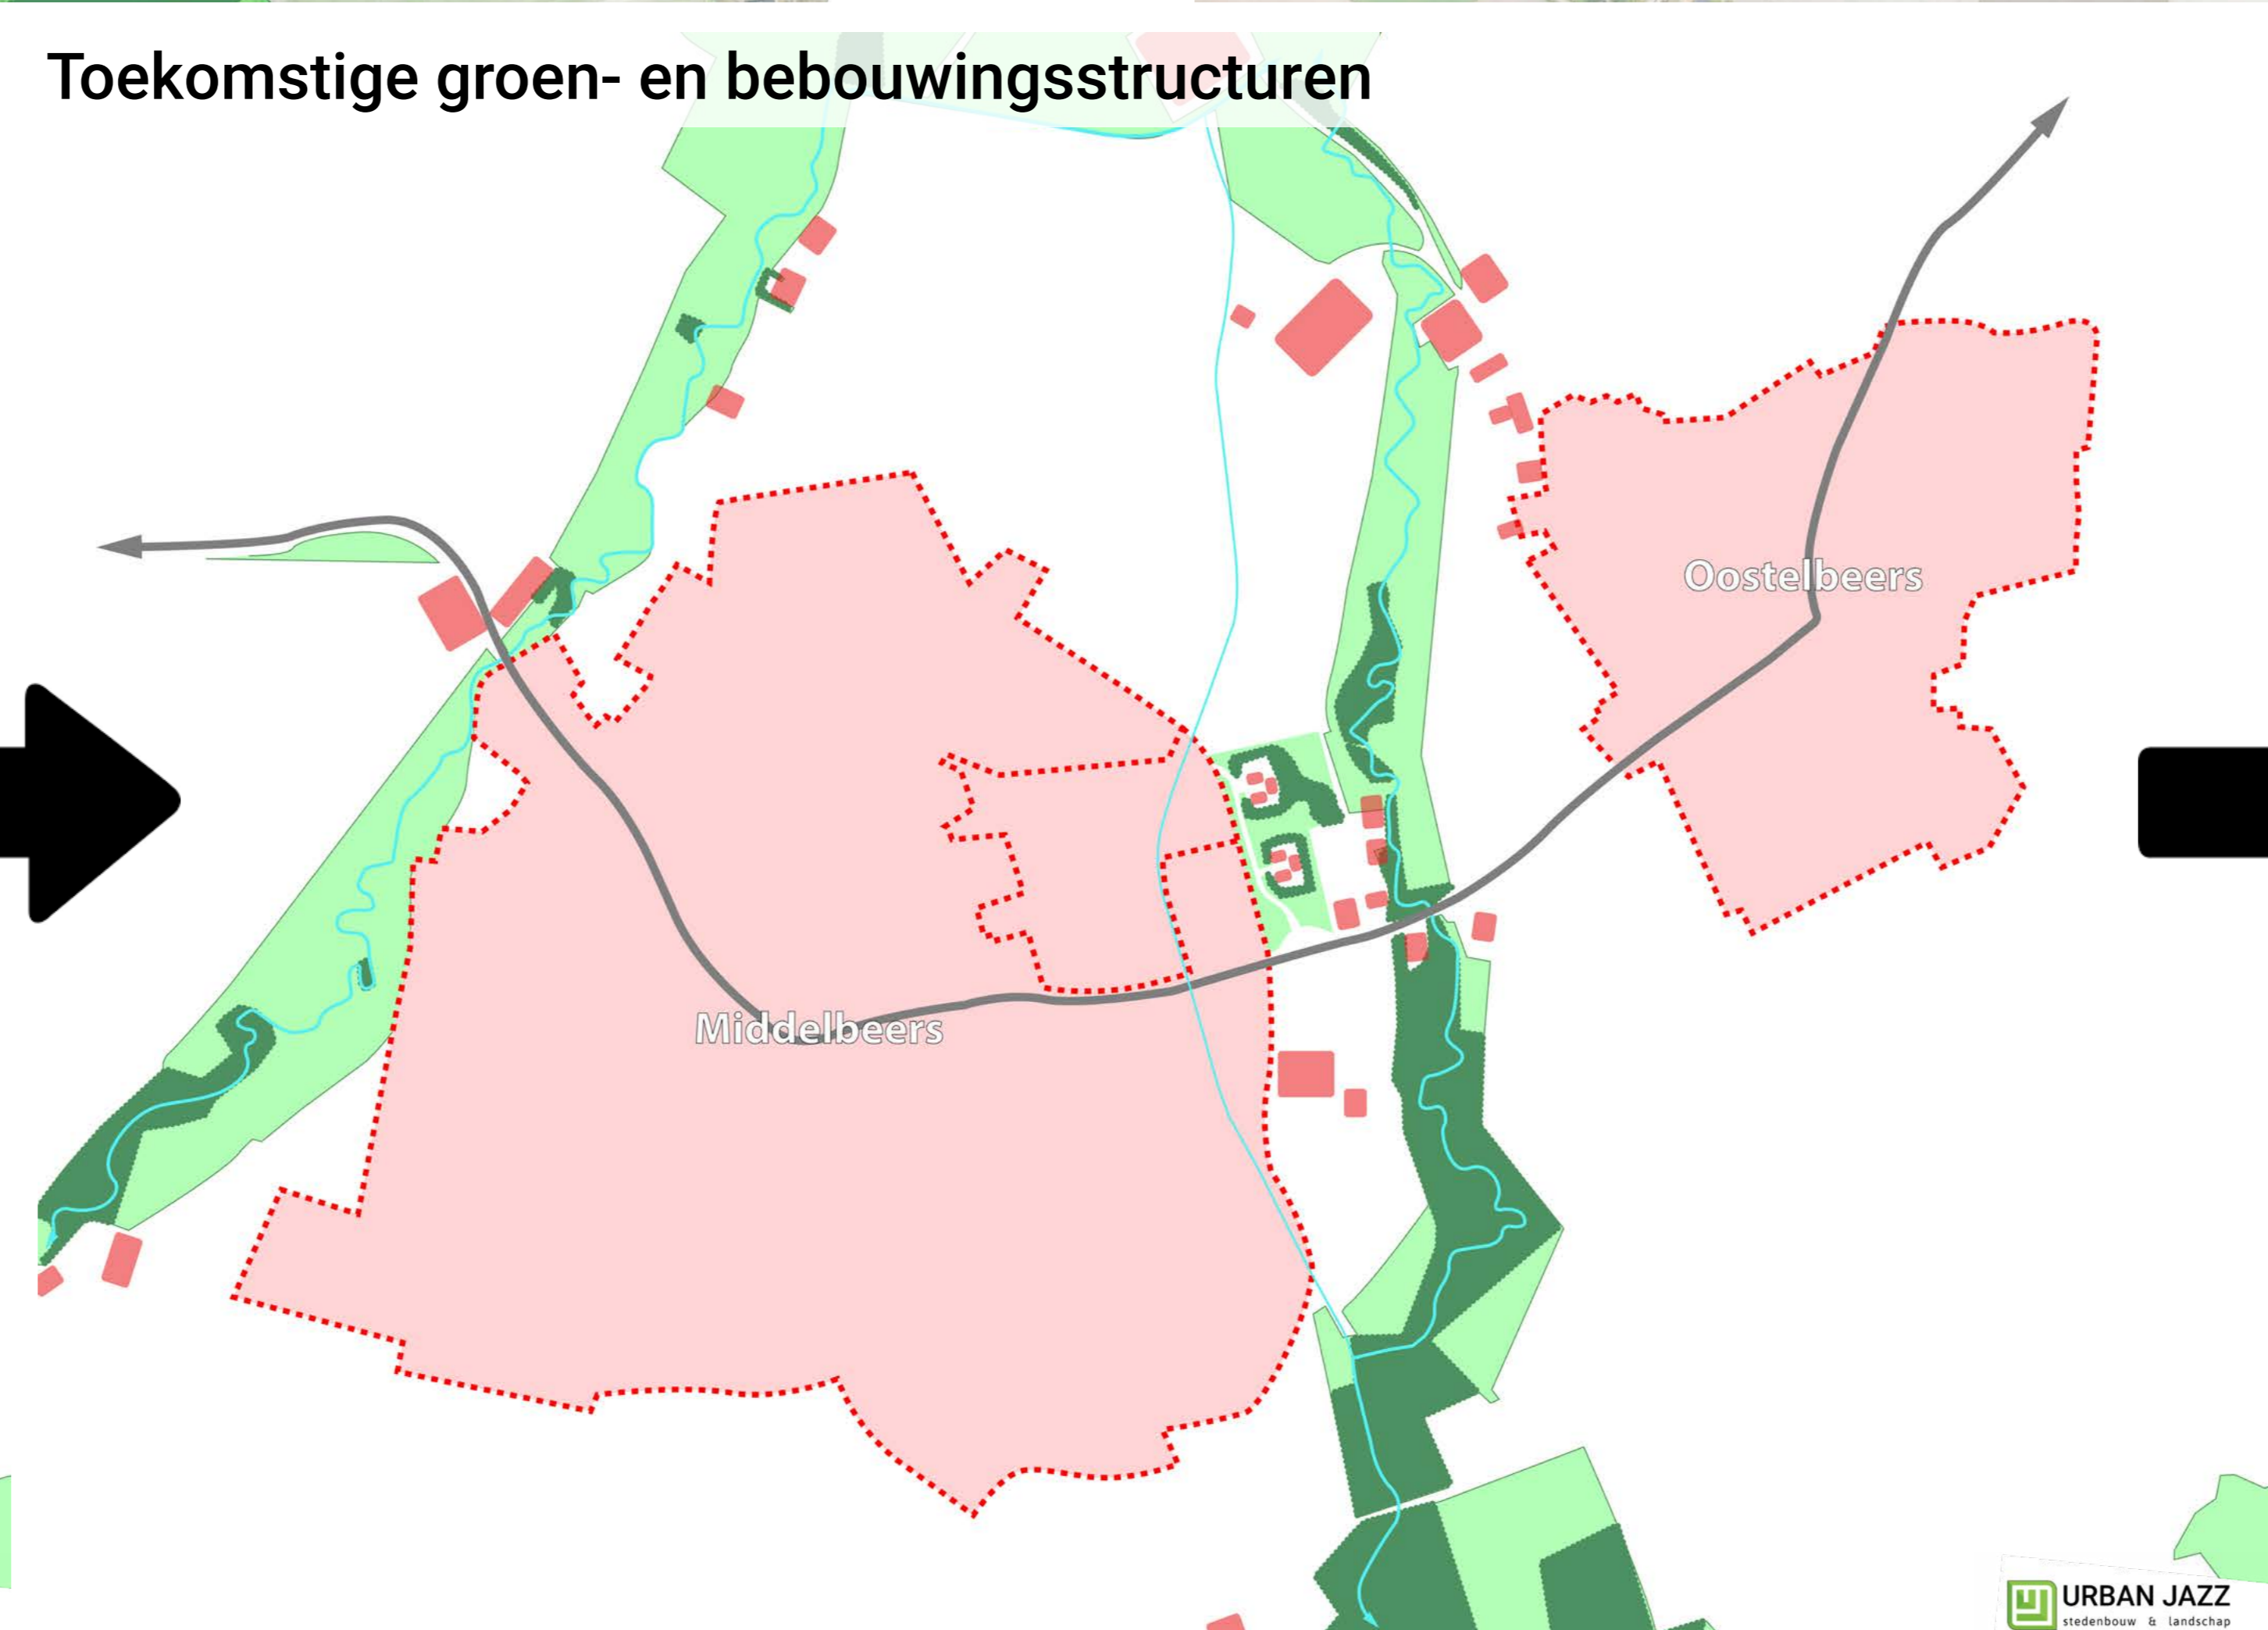 Toekomstige groen- en bebouwingsstructuren
Oostelbeers
Middelbeers
URBAN JAZZ
stedenbouw & landschap